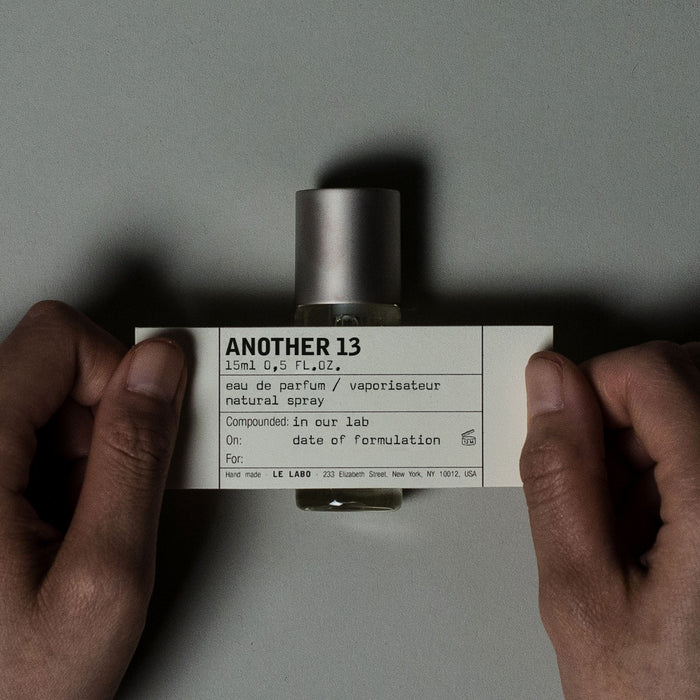 ANOTHER 13
15ml 0,5 FL.OZ.
eau de parfum / vaporisateur
natural spray
Compounded: in our lab
On: date of formulation
For:
Hand made · LE LABO · 233 Elizabeth Street, New York, NY 10012, USA